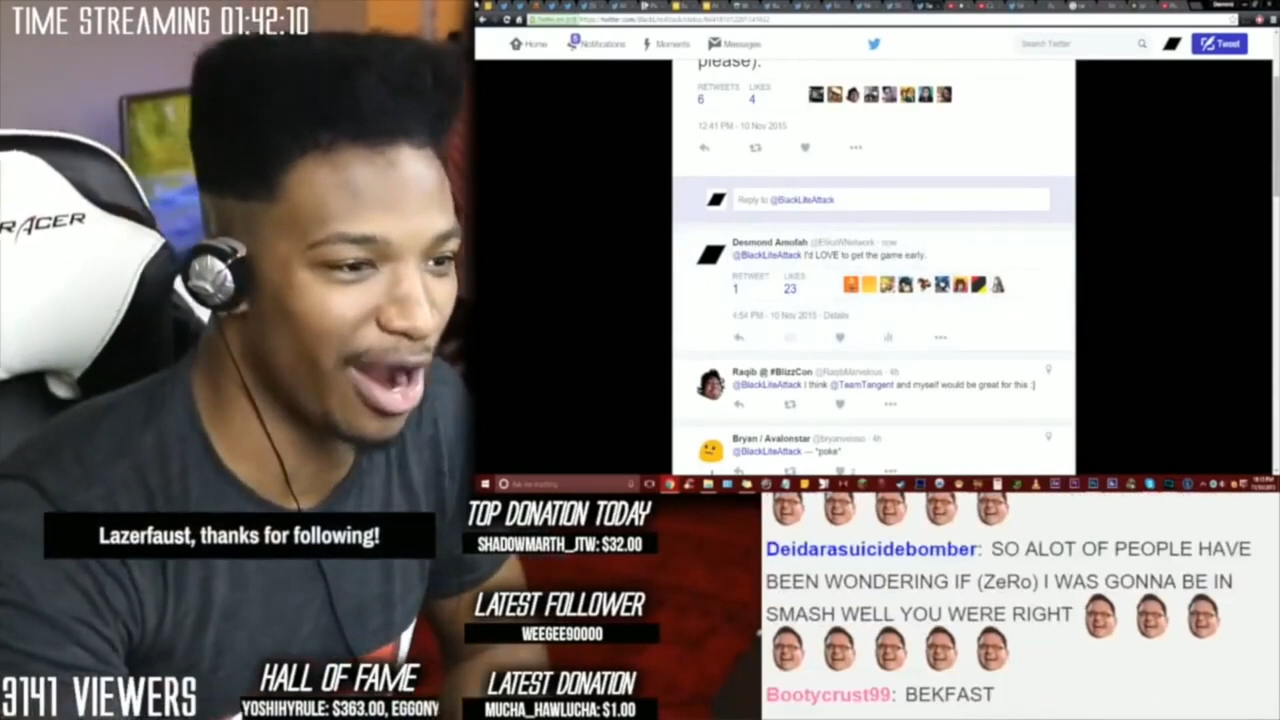 TIME STREAMING 01:42:10
Home Notifications Moments Messages
Search Twitter
Tweet
please).
RETWEETS LIKES
6 4
12:41 PM - 10 Nov 2015
Reply to @BlackLiteAttack
Desmond Amofah @EtikaWNetwork · now
@BlackLiteAttack I'd LOVE to get the game early.
RETWEET LIKES
1 23
4:54 PM - 10 Nov 2015 · Details
Raqib @ #BlizzCon @RaqibMarvelous · 4h
@BlackLiteAttack I think @TeamTangent and myself would be great for this :]
Bryan / Avalonstar @bryanveloso · 4h
@BlackLiteAttack — *poke*
2
RACER
Lazerfaust, thanks for following!
TOP DONATION TODAY
SHADOWMARTH_JTW: $32.00
LATEST FOLLOWER
WEEGEE90000
LATEST DONATION
MUCHA_HAWLUCHA: $1.00
HALL OF FAME
YOSHIHYRULE: $363.00, EGGONY
3141 VIEWERS
Deidarasuicidebomber: SO ALOT OF PEOPLE HAVE
BEEN WONDERING IF (ZeRo) I WAS GONNA BE IN
SMASH WELL YOU WERE RIGHT
Bootycrust99: BEKFAST